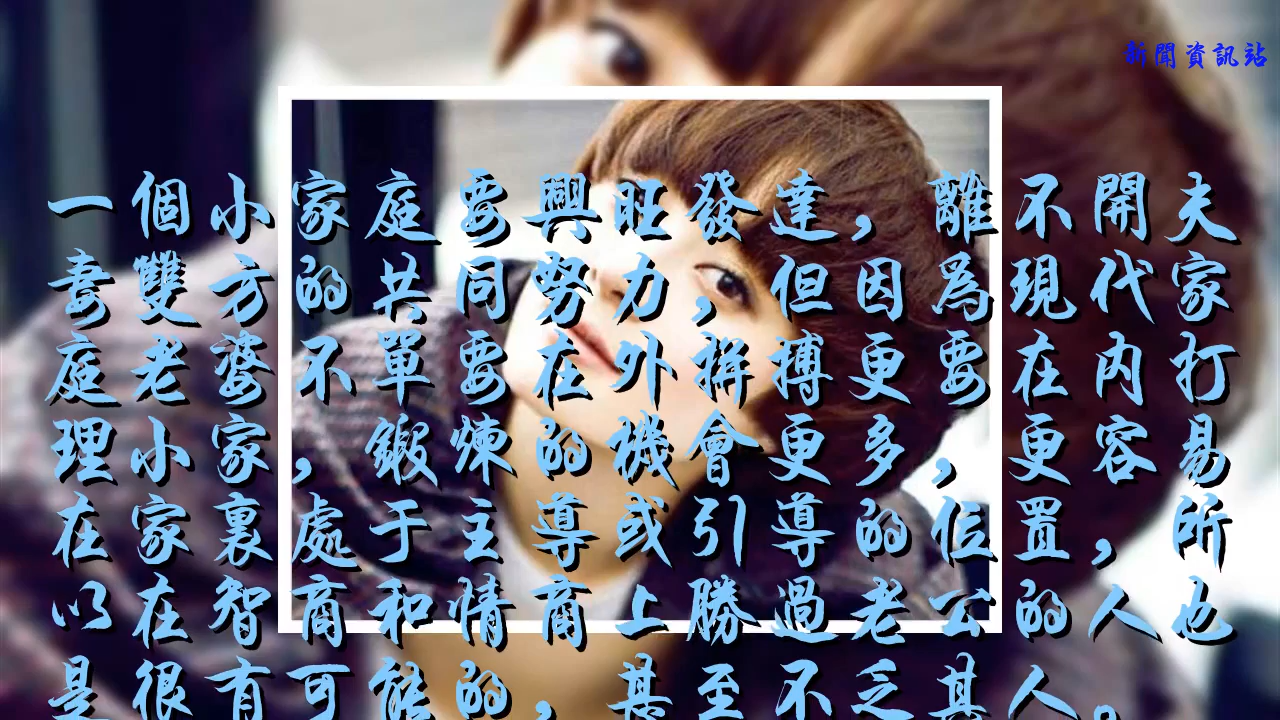 新聞資訊站
一個小家庭要興旺發達，離不開夫
妻雙方的共同努力，但因為現代家
庭老婆不單要在外拼搏更要在内打
理小家，鍛煉的機會更多，更容易
在家裏處于主導或引導的位置，所
以在智商和情商上勝過老公的人也
是很有可能的，甚至不乏其人。